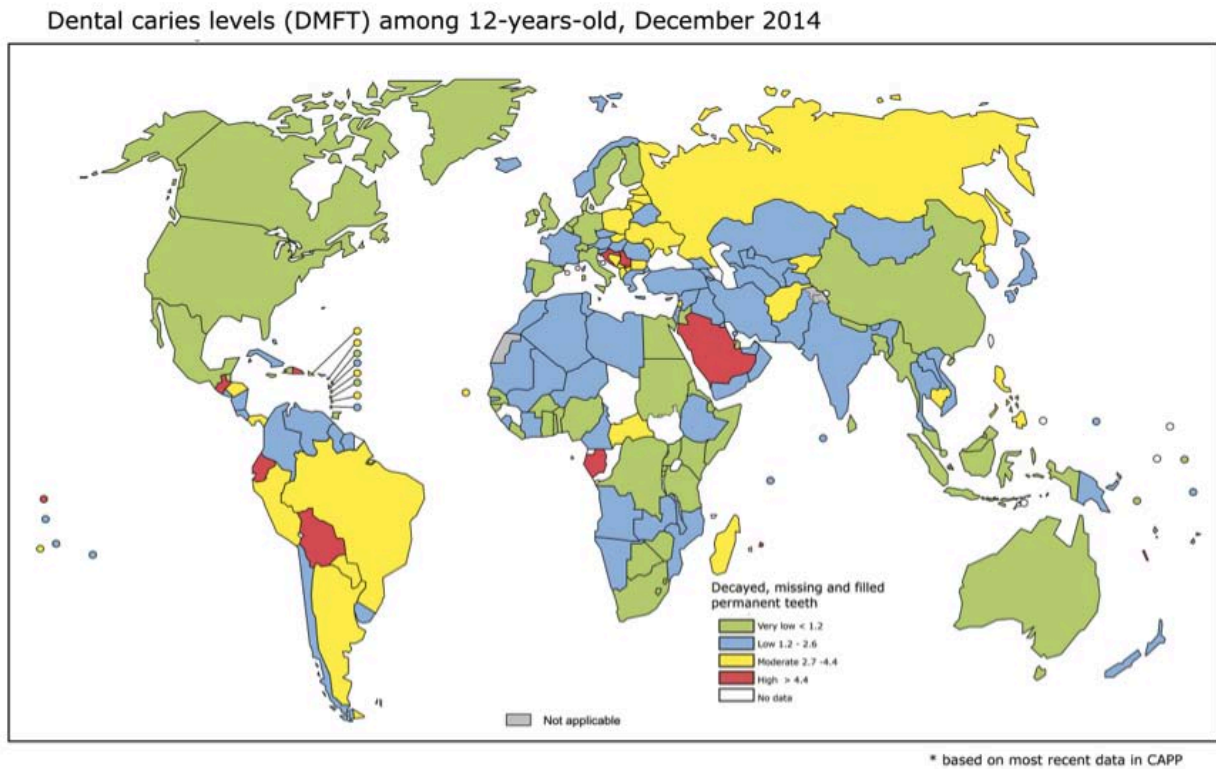 Dental caries levels (DMFT) among 12-years-old, December 2014
Decayed, missing and filled
permanent teeth
Very low < 1.2
Low 1.2 - 2.6
Moderate 2.7 -4.4
High > 4.4
No data
Not applicable
* based on most recent data in CAPP